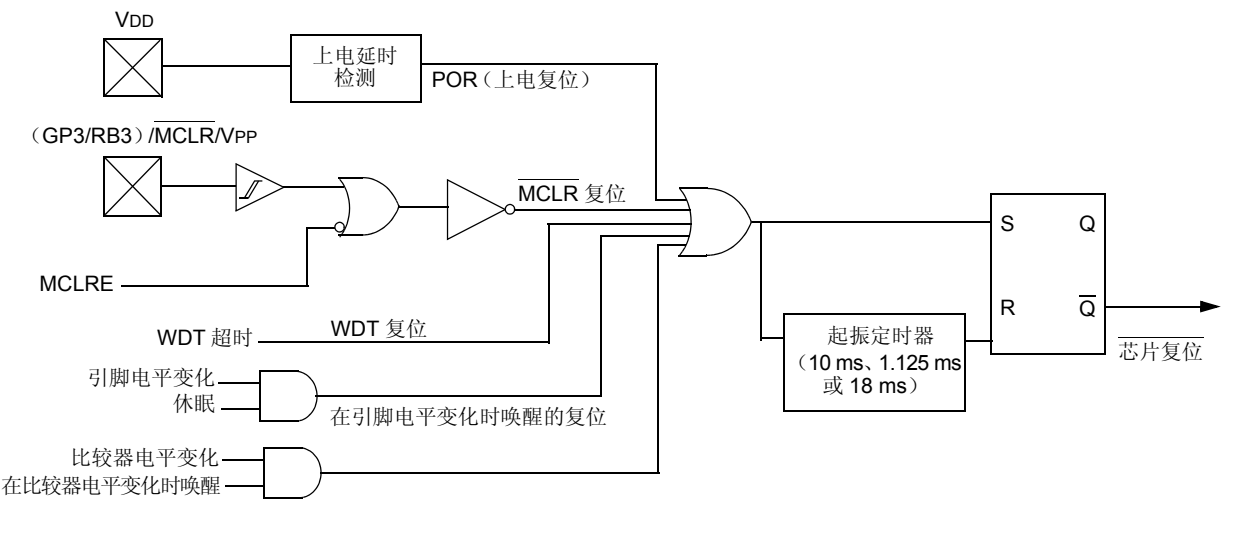 VDD
上电延时
检测
POR（上电复位）
（GP3/RB3）/MCLR/VPP
MCLR 复位
MCLRE
WDT 超时
WDT 复位
引脚电平变化
休眠
在引脚电平变化时唤醒的复位
比较器电平变化
在比较器电平变化时唤醒
S
Q
R
Q
起振定时器
（10 ms、1.125 ms
或 18 ms）
芯片复位